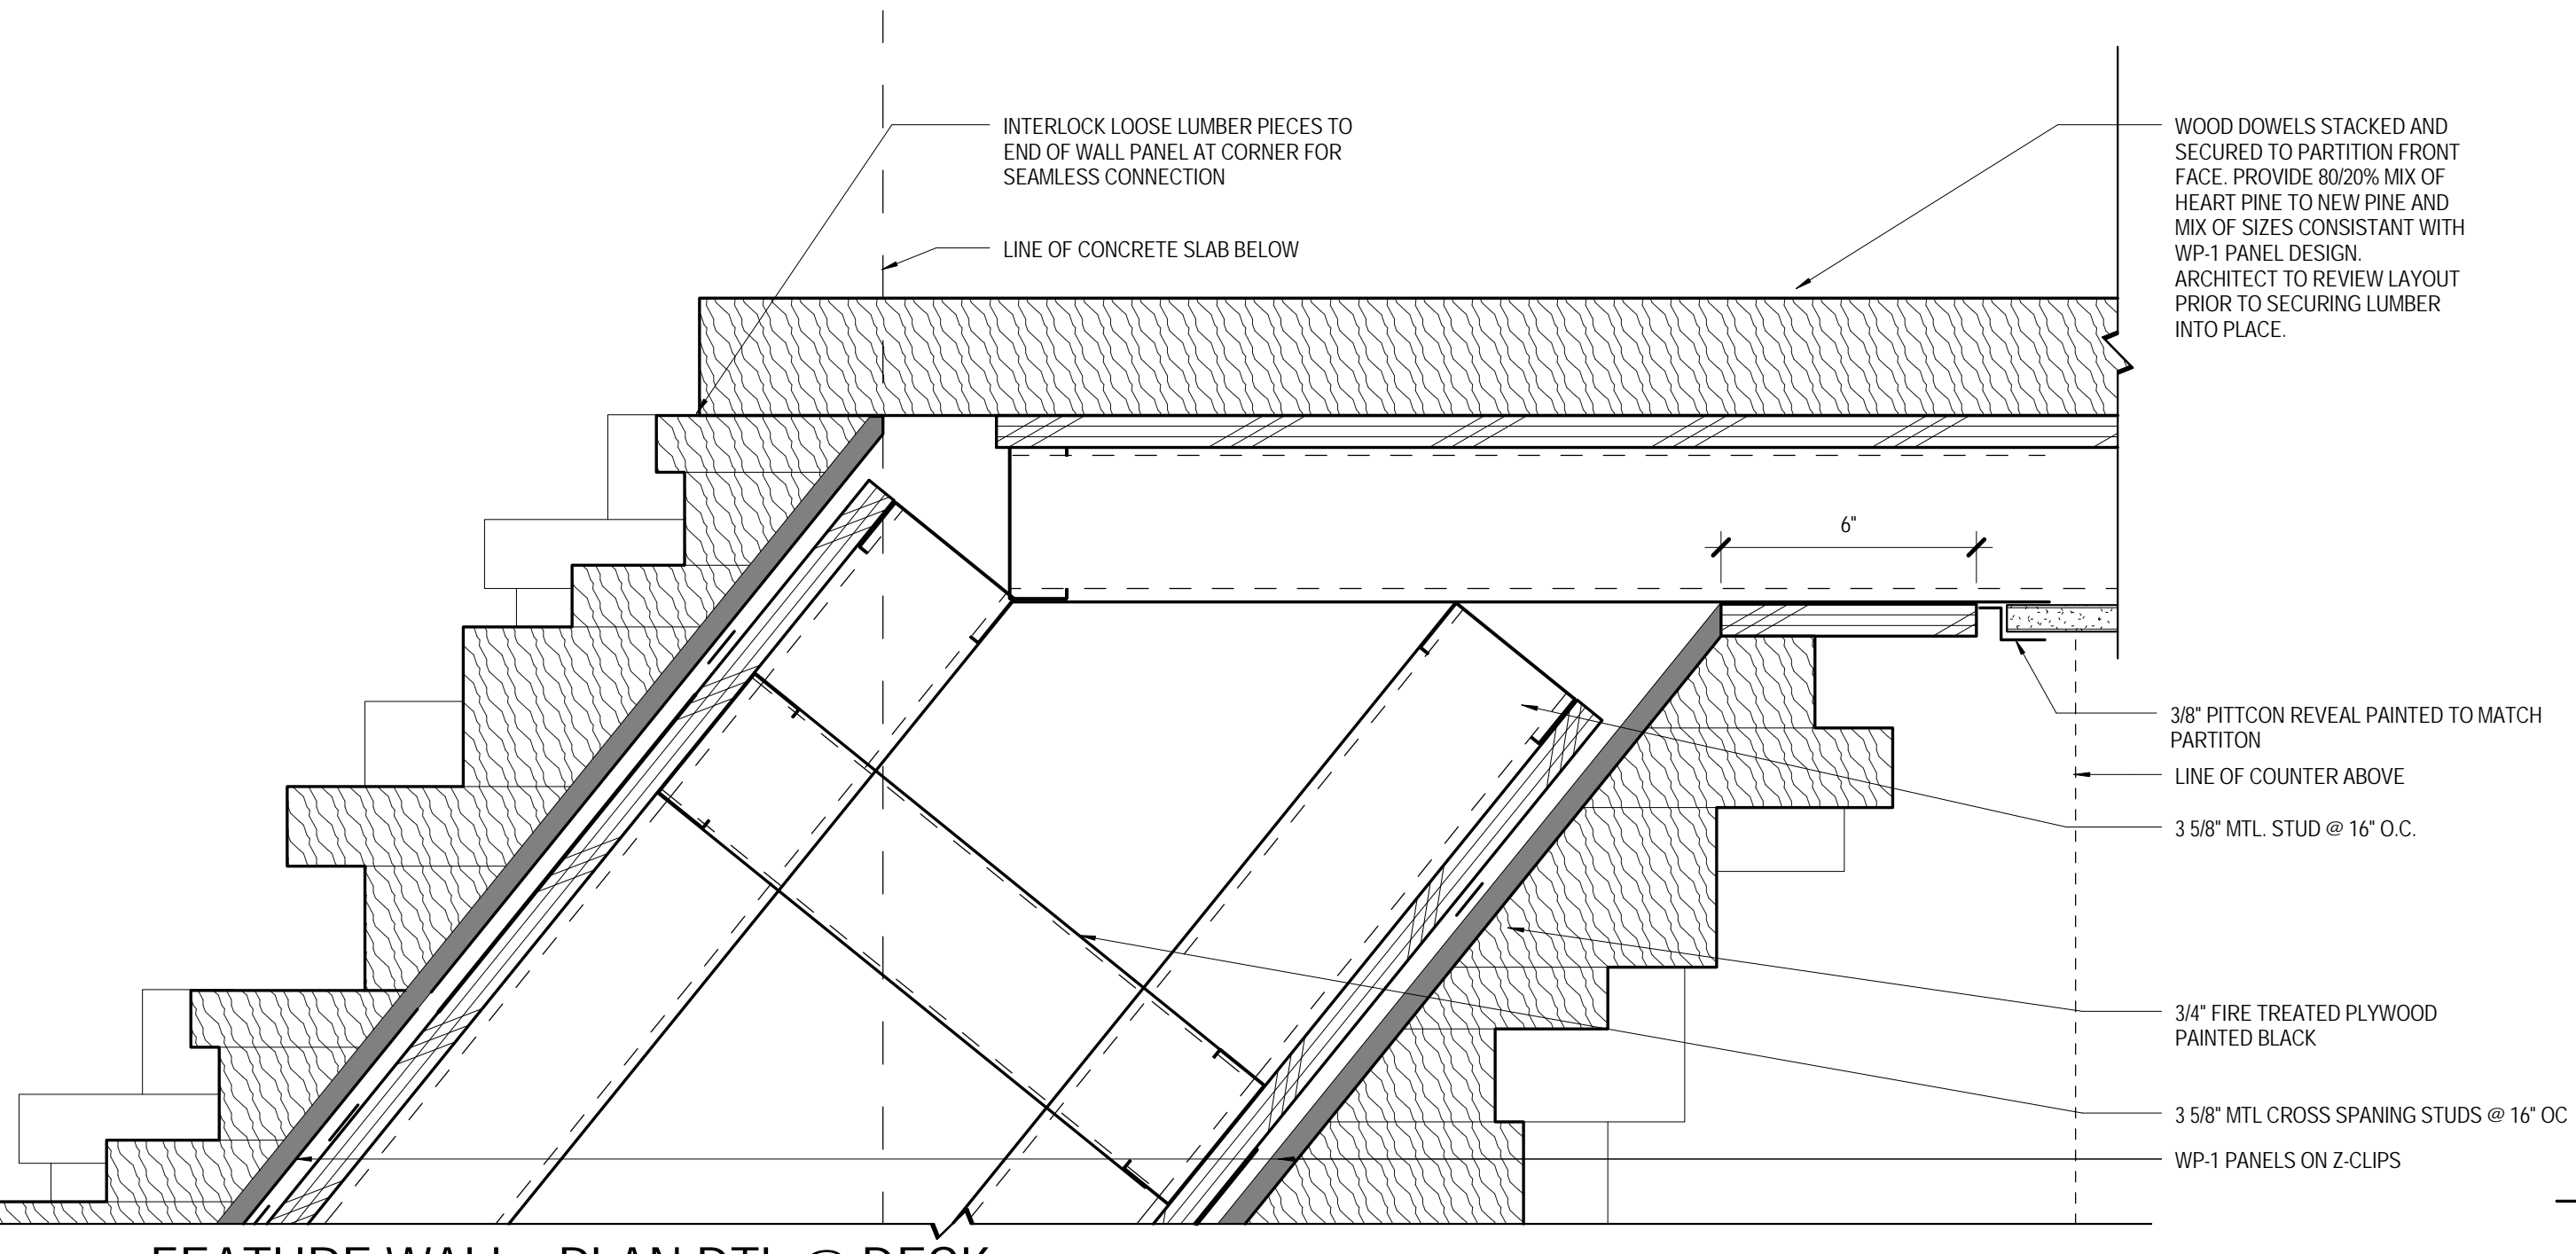 INTERLOCK LOOSE LUMBER PIECES TO
END OF WALL PANEL AT CORNER FOR
SEAMLESS CONNECTION
LINE OF CONCRETE SLAB BELOW
WOOD DOWELS STACKED AND
SECURED TO PARTITION FRONT
FACE. PROVIDE 80/20% MIX OF
HEART PINE TO NEW PINE AND
MIX OF SIZES CONSISTANT WITH
WP-1 PANEL DESIGN.
ARCHITECT TO REVIEW LAYOUT
PRIOR TO SECURING LUMBER
INTO PLACE.
6"
3/8" PITTCON REVEAL PAINTED TO MATCH
PARTITON
LINE OF COUNTER ABOVE
3 5/8" MTL. STUD @ 16" O.C.
3/4" FIRE TREATED PLYWOOD
PAINTED BLACK
3 5/8" MTL CROSS SPANING STUDS @ 16" OC
WP-1 PANELS ON Z-CLIPS
FEATURE WALL - PLAN DTL @ DESK